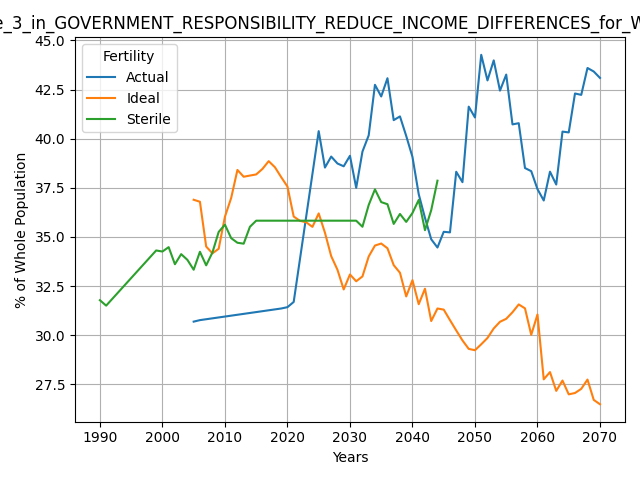 e_3_in_GOVERNMENT_RESPONSIBILITY_REDUCE_INCOME_DIFFERENCES_for_W
Fertility
Actual
Ideal
Sterile
% of Whole Population
45.0
42.5
40.0
37.5
35.0
32.5
30.0
27.5
1990 2000 2010 2020 2030 2040 2050 2060 2070
Years